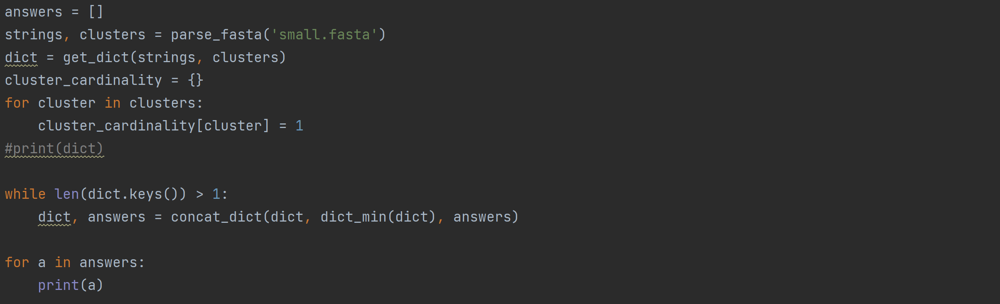 answers = []
strings, clusters = parse_fasta('small.fasta')
dict = get_dict(strings, clusters)
cluster_cardinality = {}
for cluster in clusters:
    cluster_cardinality[cluster] = 1
#print(dict)

while len(dict.keys()) > 1:
    dict, answers = concat_dict(dict, dict_min(dict), answers)

for a in answers:
    print(a)